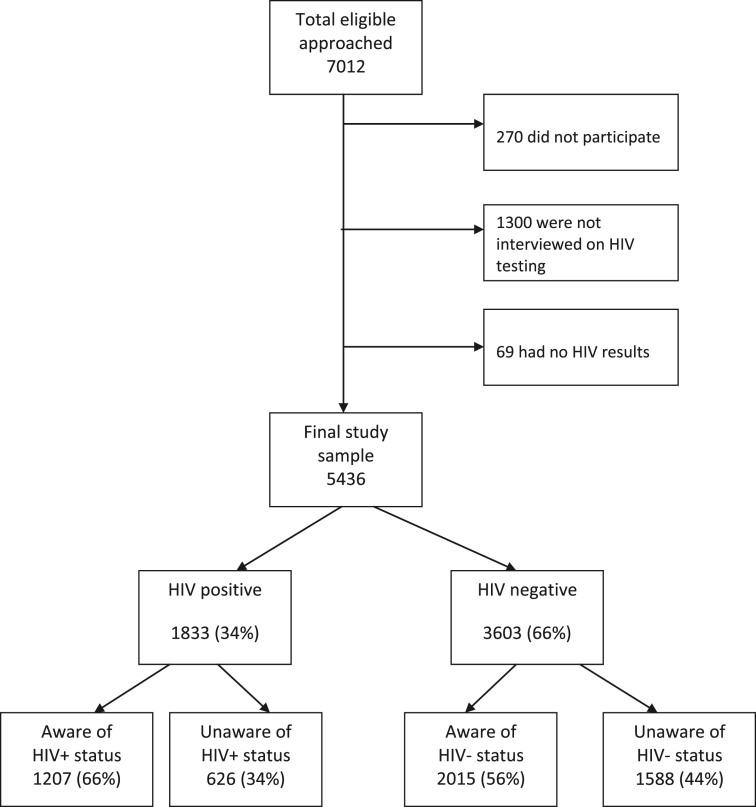 Total eligible
approached
7012
270 did not participate
1300 were not
interviewed on HIV
testing
69 had no HIV results
Final study
sample
5436
HIV positive
1833 (34%)
HIV negative
3603 (66%)
Aware of
HIV+ status
1207 (66%)
Unaware of
HIV+ status
626 (34%)
Aware of
HIV- status
2015 (56%)
Unaware of
HIV- status
1588 (44%)